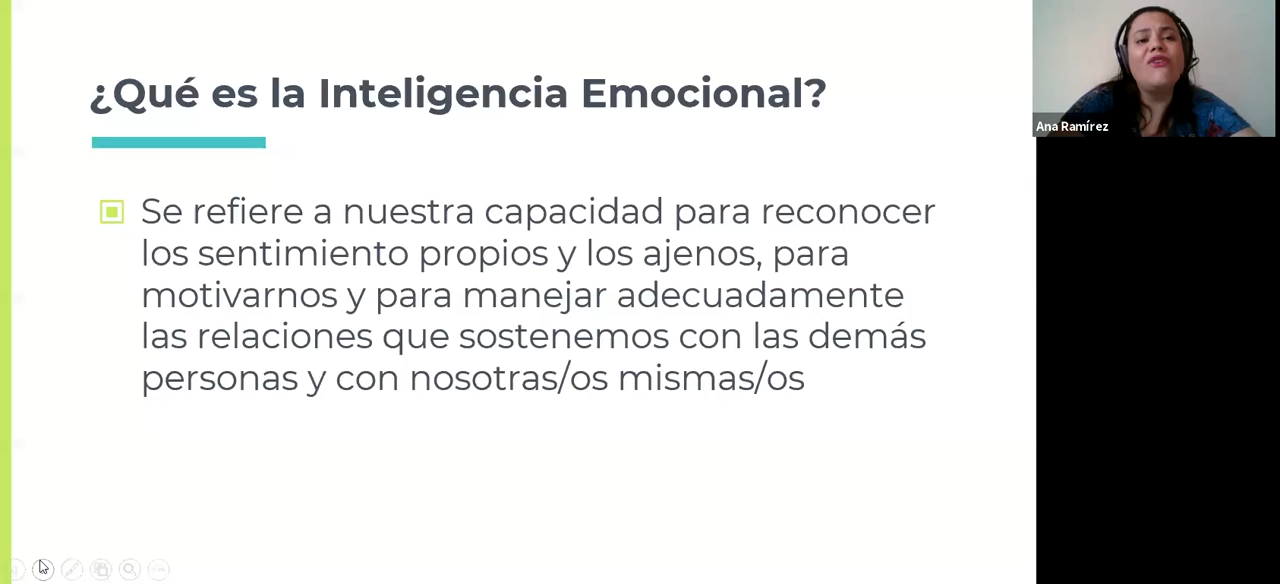 ¿Qué es la Inteligencia Emocional?
Se refiere a nuestra capacidad para reconocer
los sentimiento propios y los ajenos, para
motivarnos y para manejar adecuadamente
las relaciones que sostenemos con las demás
personas y con nosotras/os mismas/os
Ana Ramírez